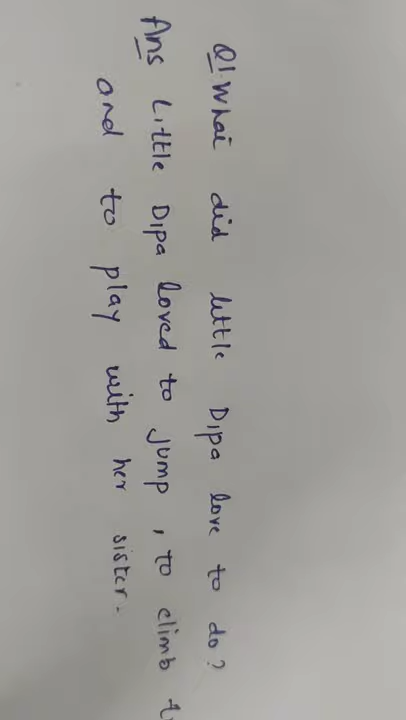 Q1. What did little Dipa love to do?
Ans Little Dipa loved to jump, to climb
and to play with her sister.